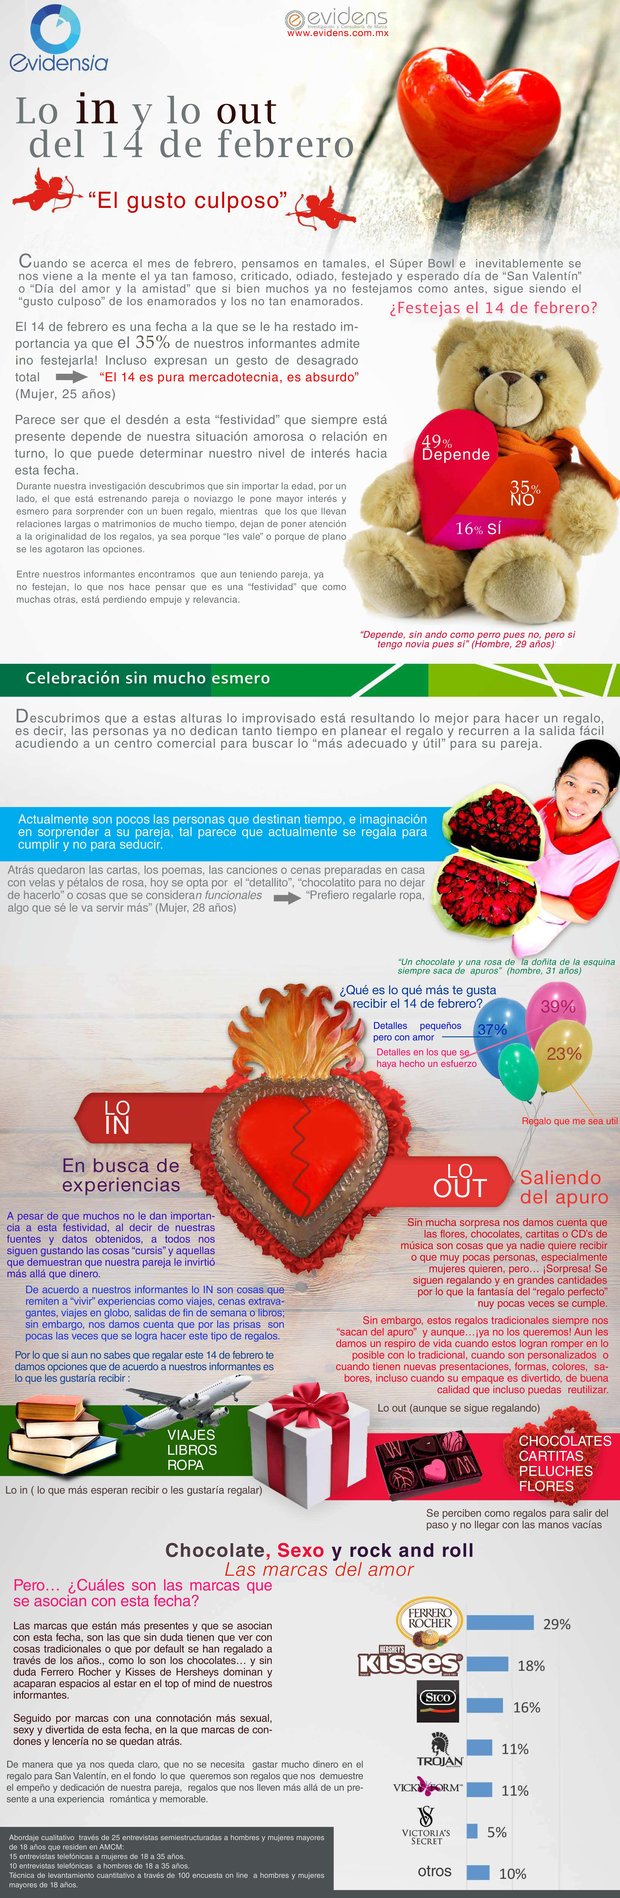 evidens
Investigación y Consultoría de Marca
www.evidens.com.mx
evidensia
Lo in y lo out
del 14 de febrero
“El gusto culposo”
Cuando se acerca el mes de febrero, pensamos en tamales, el Súper Bowl e inevitablemente se
nos viene a la mente el ya tan famoso, criticado, odiado, festejado y esperado día de “San Valentín”
o “Día del amor y la amistad” que si bien muchos ya no festejamos como antes, sigue siendo el
“gusto culposo” de los enamorados y los no tan enamorados.
¿Festejas el 14 de febrero?
El 14 de febrero es una fecha a la que se le ha restado im-
portancia ya que el 35% de nuestros informantes admite
¡no festejarla! Incluso expresan un gesto de desagrado
total “El 14 es pura mercadotecnia, es absurdo”
(Mujer, 25 años)
Parece ser que el desdén a esta “festividad” que siempre está
presente depende de nuestra situación amorosa o relación en
turno, lo que puede determinar nuestro nivel de interés hacia
esta fecha.
49%
Depende
35%
NO
16% SÍ
Durante nuestra investigación descubrimos que sin importar la edad, por un
lado, el que está estrenando pareja o noviazgo le pone mayor interés y
esmero para sorprender con un buen regalo, mientras que los que llevan
relaciones largas o matrimonios de mucho tiempo, dejan de poner atención
a la originalidad de los regalos, ya sea porque “les vale” o porque de plano
se les agotaron las opciones.
Entre nuestros informantes encontramos que aun teniendo pareja, ya
no festejan, lo que nos hace pensar que es una “festividad” que como
muchas otras, está perdiendo empuje y relevancia.
“Depende, sin ando como perro pues no, pero si
tengo novia pues si” (Hombre, 29 años)
Celebración sin mucho esmero
Descubrimos que a estas alturas lo improvisado está resultando lo mejor para hacer un regalo,
es decir, las personas ya no dedican tanto tiempo en planear el regalo y recurren a la salida fácil
acudiendo a un centro comercial para buscar lo “más adecuado y útil” para su pareja.
Actualmente son pocos las personas que destinan tiempo, e imaginación
en sorprender a su pareja, tal parece que actualmente se regala para
cumplir y no para seducir.
Atrás quedaron las cartas, los poemas, las canciones o cenas preparadas en casa
con velas y pétalos de rosa, hoy se opta por el “detallito”, “chocolatito para no dejar
de hacerlo” o cosas que se consideran funcionales “Prefiero regalarle ropa,
algo que sé le va servir más” (Mujer, 28 años)
“Un chocolate y una rosa de la doñita de la esquina
siempre saca de apuros” (hombre, 31 años)
¿Qué es lo qué más te gusta
recibir el 14 de febrero?
Detalles pequeños
pero con amor
37%
39%
Detalles en los que se
haya hecho un esfuerzo
23%
Regalo que me sea util
LO
IN
En busca de
experiencias
LO
OUT
Saliendo
del apuro
A pesar de que muchos no le dan importan-
cia a esta festividad, al decir de nuestras
fuentes y datos obtenidos, a todos nos
siguen gustando las cosas “cursis” y aquellas
que demuestran que nuestra pareja le invirtió
más allá que dinero.
De acuerdo a nuestros informantes lo IN son cosas que
remiten a “vivir” experiencias como viajes, cenas extrava-
gantes, viajes en globo, salidas de fin de semana o libros;
sin embargo, nos damos cuenta que por las prisas son
pocas las veces que se logra hacer este tipo de regalos.
Por lo que si aun no sabes que regalar este 14 de febrero te
damos opciones que de acuerdo a nuestros informantes es
lo que les gustaría recibir :
Sin mucha sorpresa nos damos cuenta que
las flores, chocolates, cartitas o CD's de
música son cosas que ya nadie quiere recibir
o que muy pocas personas, especialmente
mujeres quieren, pero… ¡Sorpresa! Se
siguen regalando y en grandes cantidades
por lo que la fantasía del “regalo perfecto”
nuy pocas veces se cumple.
Sin embargo, estos regalos tradicionales siempre nos
“sacan del apuro” y aunque…¡ya no los queremos! Aun les
damos un respiro de vida cuando estos logran romper en lo
posible con lo tradicional, cuando son personalizados o
cuando tienen nuevas presentaciones, formas, colores, sa-
bores, incluso cuando su empaque es divertido, de buena
calidad que incluso puedas reutilizar.
Lo out (aunque se sigue regalando)
VIAJES
LIBROS
ROPA
CHOCOLATES
CARTITAS
PELUCHES
FLORES
Lo in ( lo que más esperan recibir o les gustaría regalar)
Se perciben como regalos para salir del
paso y no llegar con las manos vacías
Chocolate, Sexo y rock and roll
Las marcas del amor
Pero… ¿Cuáles son las marcas que
se asocian con esta fecha?
Las marcas que están más presentes y que se asocian
con esta fecha, son las que sin duda tienen que ver con
cosas tradicionales o que por default se han regalado a
través de los años., como lo son los chocolates… y sin
duda Ferrero Rocher y Kisses de Hersheys dominan y
acaparan espacios al estar en el top of mind de nuestros
informantes.
Seguido por marcas con una connotación más sexual,
sexy y divertida de esta fecha, en la que marcas de con-
dones y lencería no se quedan atrás.
De manera que ya nos queda claro, que no se necesita gastar mucho dinero en el
regalo para San Valentín, en el fondo lo que queremos son regalos que nos demuestre
el empeño y dedicación de nuestra pareja, regalos que nos lleven más allá de un pre-
sente a una experiencia romántica y memorable.
FERRERO
ROCHER
29%
HERSHEY'S
KISSES
18%
SICO
16%
TROJAN
11%
VICKY FORM
11%
VS
VICTORIA'S
SECRET
5%
otros
10%
Abordaje cualitativo través de 25 entrevistas semiestructuradas a hombres y mujeres mayores
de 18 años que residen en AMCM:
15 entrevistas telefónicas a mujeres de 18 a 35 años.
10 entrevistas telefónicas a hombres de 18 a 35 años.
Técnica de levantamiento cuantitativo a través de 100 encuesta on line a hombres y mujeres
mayores de 18 años.